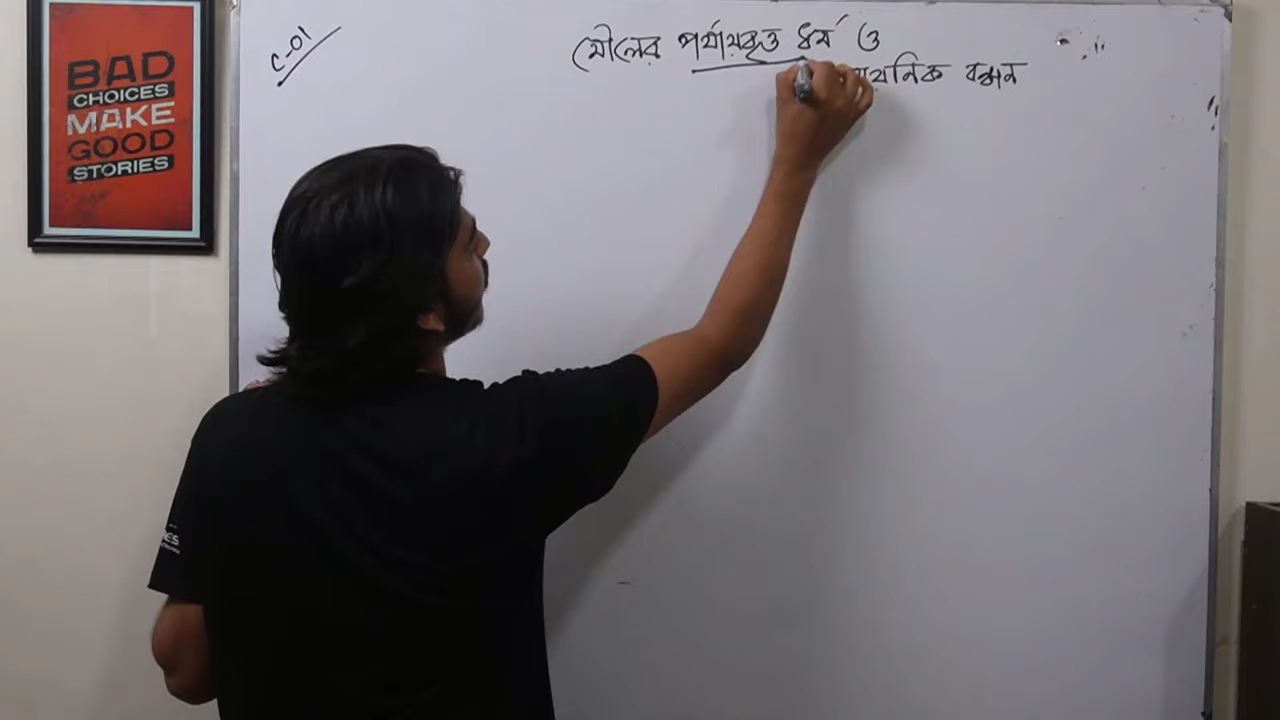 BAD
CHOICES
MAKE
GOOD
STORIES
C-01
মৌলের পর্যায়বৃত্ত ধর্ম ও
বন্ধন